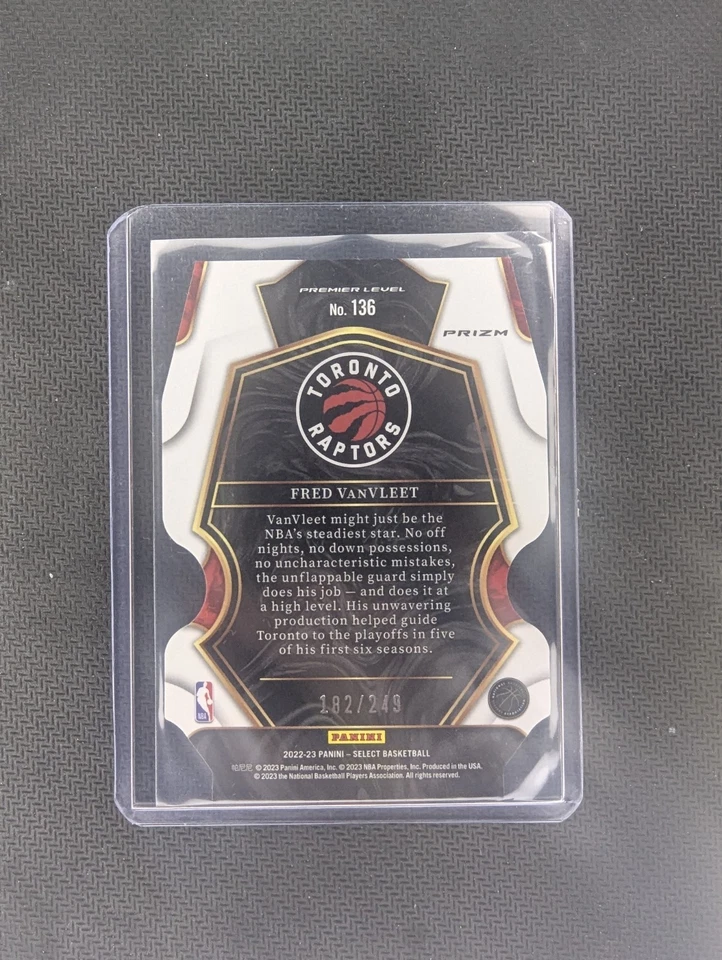 PREMIER LEVEL
No. 136
PRIZM
TORONTO
RAPTORS
FRED VANVLEET
VanVleet might just be the
NBA's steadiest star. No off
nights, no down possessions,
no uncharacteristic mistakes,
the unflappable guard simply
does his job — and does it at
a high level. His unwavering
production helped guide
Toronto to the playoffs in five
of his first six seasons.
182/249
NBA
PANINI
2022-23 PANINI – SELECT BASKETBALL
帕尼尼 © 2023 Panini America, Inc. © 2023 NBA Properties, Inc. Produced in the USA.
© 2023 the National Basketball Players Association. All rights reserved.